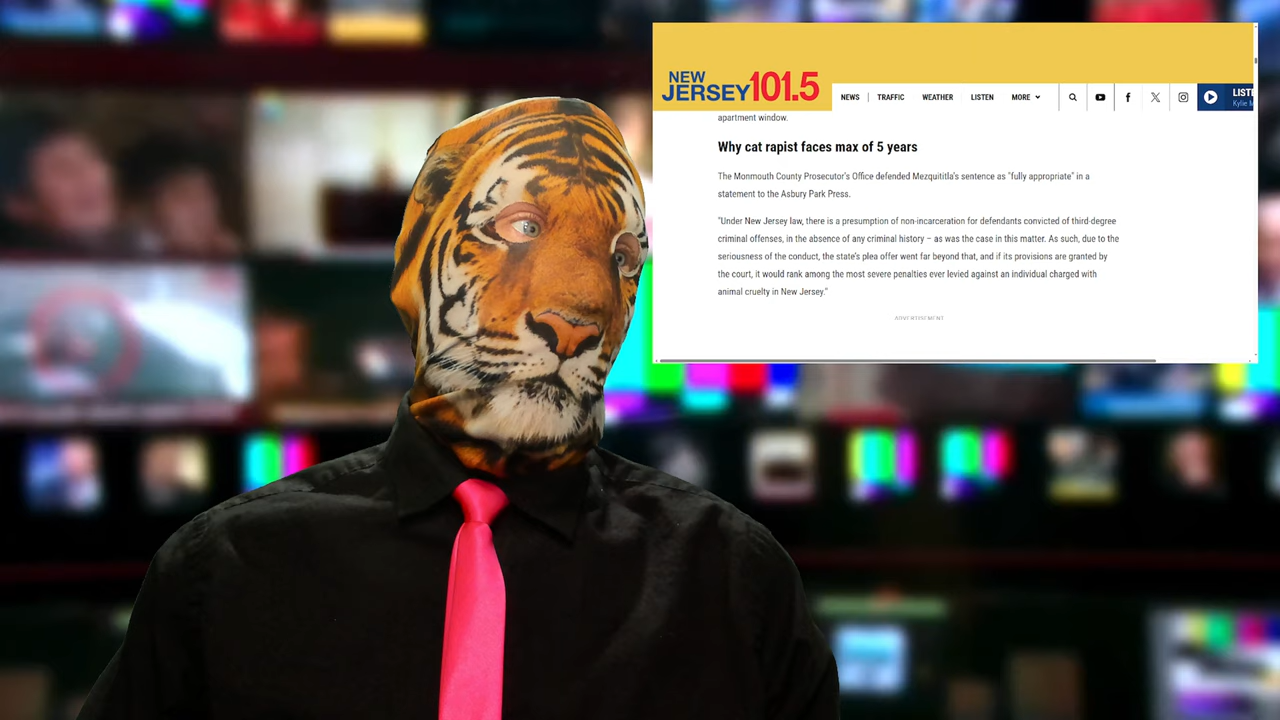 NEW
JERSEY 101.5
NEWS TRAFFIC WEATHER LISTEN MORE
LISTE
Kylie M
apartment window.
Why cat rapist faces max of 5 years
The Monmouth County Prosecutor's Office defended Mezquititla's sentence as "fully appropriate" in a
statement to the Asbury Park Press.
"Under New Jersey law, there is a presumption of non-incarceration for defendants convicted of third-degree
criminal offenses, in the absence of any criminal history – as was the case in this matter. As such, due to the
seriousness of the conduct, the state's plea offer went far beyond that, and if its provisions are granted by
the court, it would rank among the most severe penalties ever levied against an individual charged with
animal cruelty in New Jersey."
ADVERTISEMENT